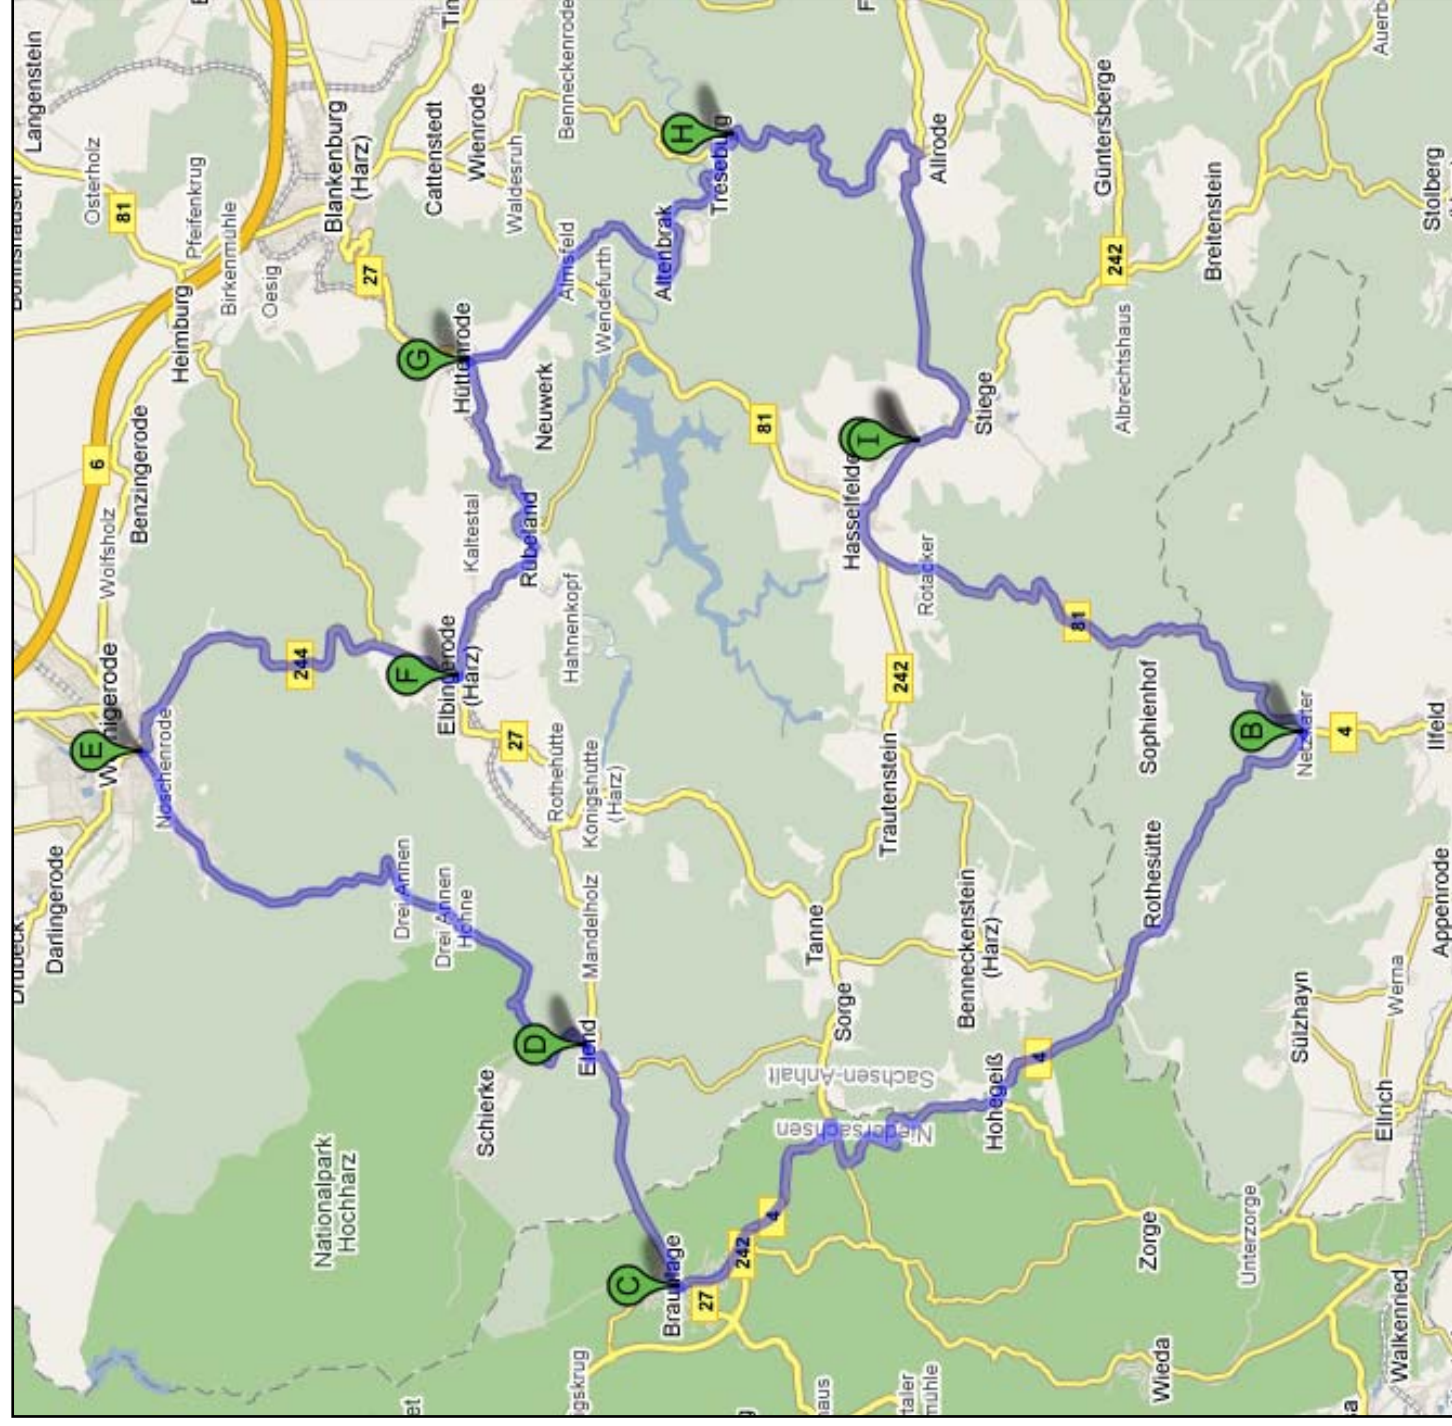 Drübeck
Langenstein
Darlingerode
Osterholz
6
E
Wolfsholz
81
Benzingerode
Noschenrode
Heimburg
Pfeifenkrug
Birkenmühle
Oesig
244
Nationalpark
Hochharz
Blankenburg
(Harz)
27
Drei Annen
F
G
Cattenstedt
Drei Annen
Hohne
Elbingerode
(Harz)
Hüttenrode
Kaltestal
Wienrode
Schierke
27
Waldesruh
Rübeland
D
Neuwerk
Rothehütte
Hahnenkopf
Almsfeld
Benneckenrode
Elend
Mandelholz
Königshütte
(Harz)
Wendefurth
C
Altenbrak
H
Braunlage
27
Treseburg
242
4
81
Niedersachsen
Sachsen-Anhalt
Tanne
Sorge
Hasselfelde
I
Trautenstein
242
Rotacker
Allrode
Benneckenstein
(Harz)
Stiege
Hohegeiß
4
81
Güntersberge
242
Albrechtshaus
Zorge
Sophienhof
Rothesütte
Wieda
Breitenstein
Unterzorge
B
Sülzhayn
Neuzätter
4
Ellrich
Werna
Walkenried
Appenrode
Ilfeld
Stolberg